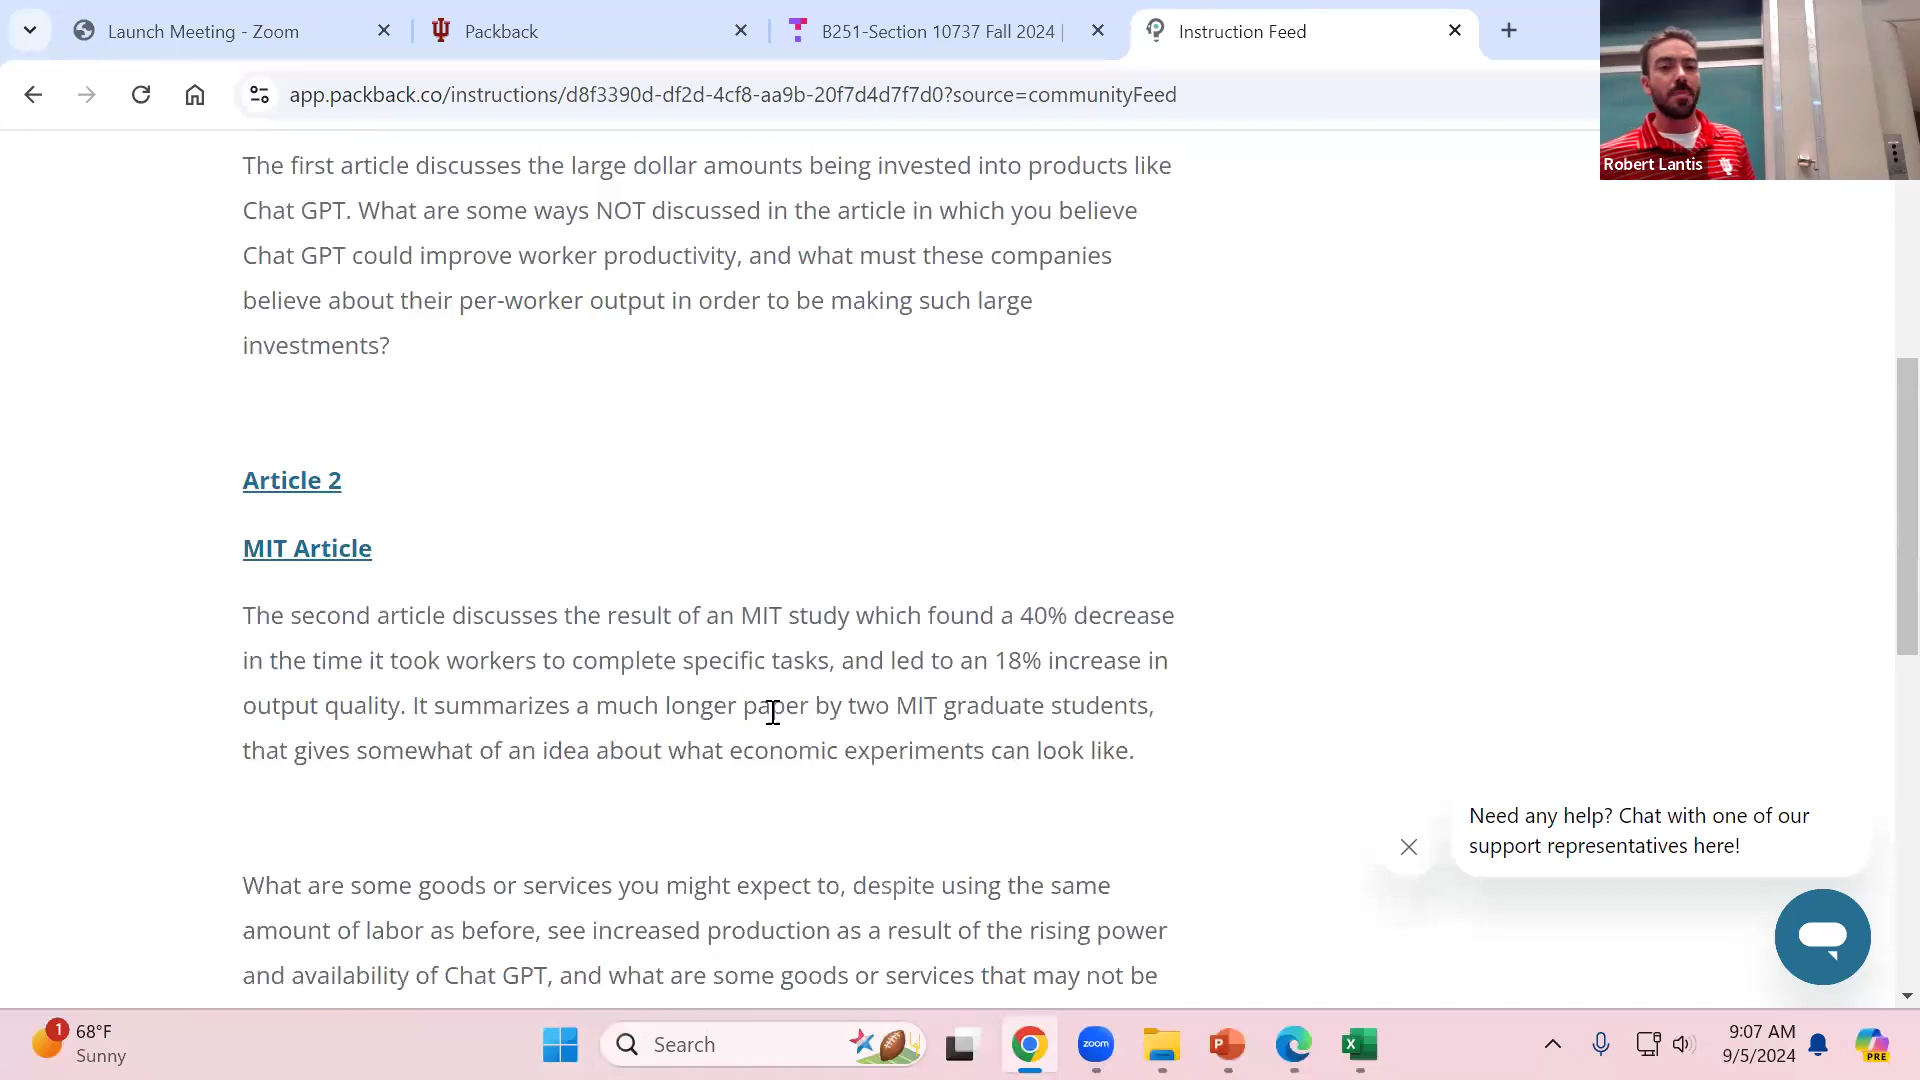 Launch Meeting - Zoom
Packback
B251-Section 10737 Fall 2024 |
Instruction Feed
app.packback.co/instructions/d8f3390d-df2d-4cf8-aa9b-20f7d4d7f7d0?source=communityFeed
Robert Lantis
The first article discusses the large dollar amounts being invested into products like
Chat GPT. What are some ways NOT discussed in the article in which you believe
Chat GPT could improve worker productivity, and what must these companies
believe about their per-worker output in order to be making such large
investments?
Article 2
MIT Article
The second article discusses the result of an MIT study which found a 40% decrease
in the time it took workers to complete specific tasks, and led to an 18% increase in
output quality. It summarizes a much longer paper by two MIT graduate students,
that gives somewhat of an idea about what economic experiments can look like.
Need any help? Chat with one of our
support representatives here!
What are some goods or services you might expect to, despite using the same
amount of labor as before, see increased production as a result of the rising power
and availability of Chat GPT, and what are some goods or services that may not be
1
68°F
Sunny
Search
zoom
P
X
9:07 AM
9/5/2024
PRE